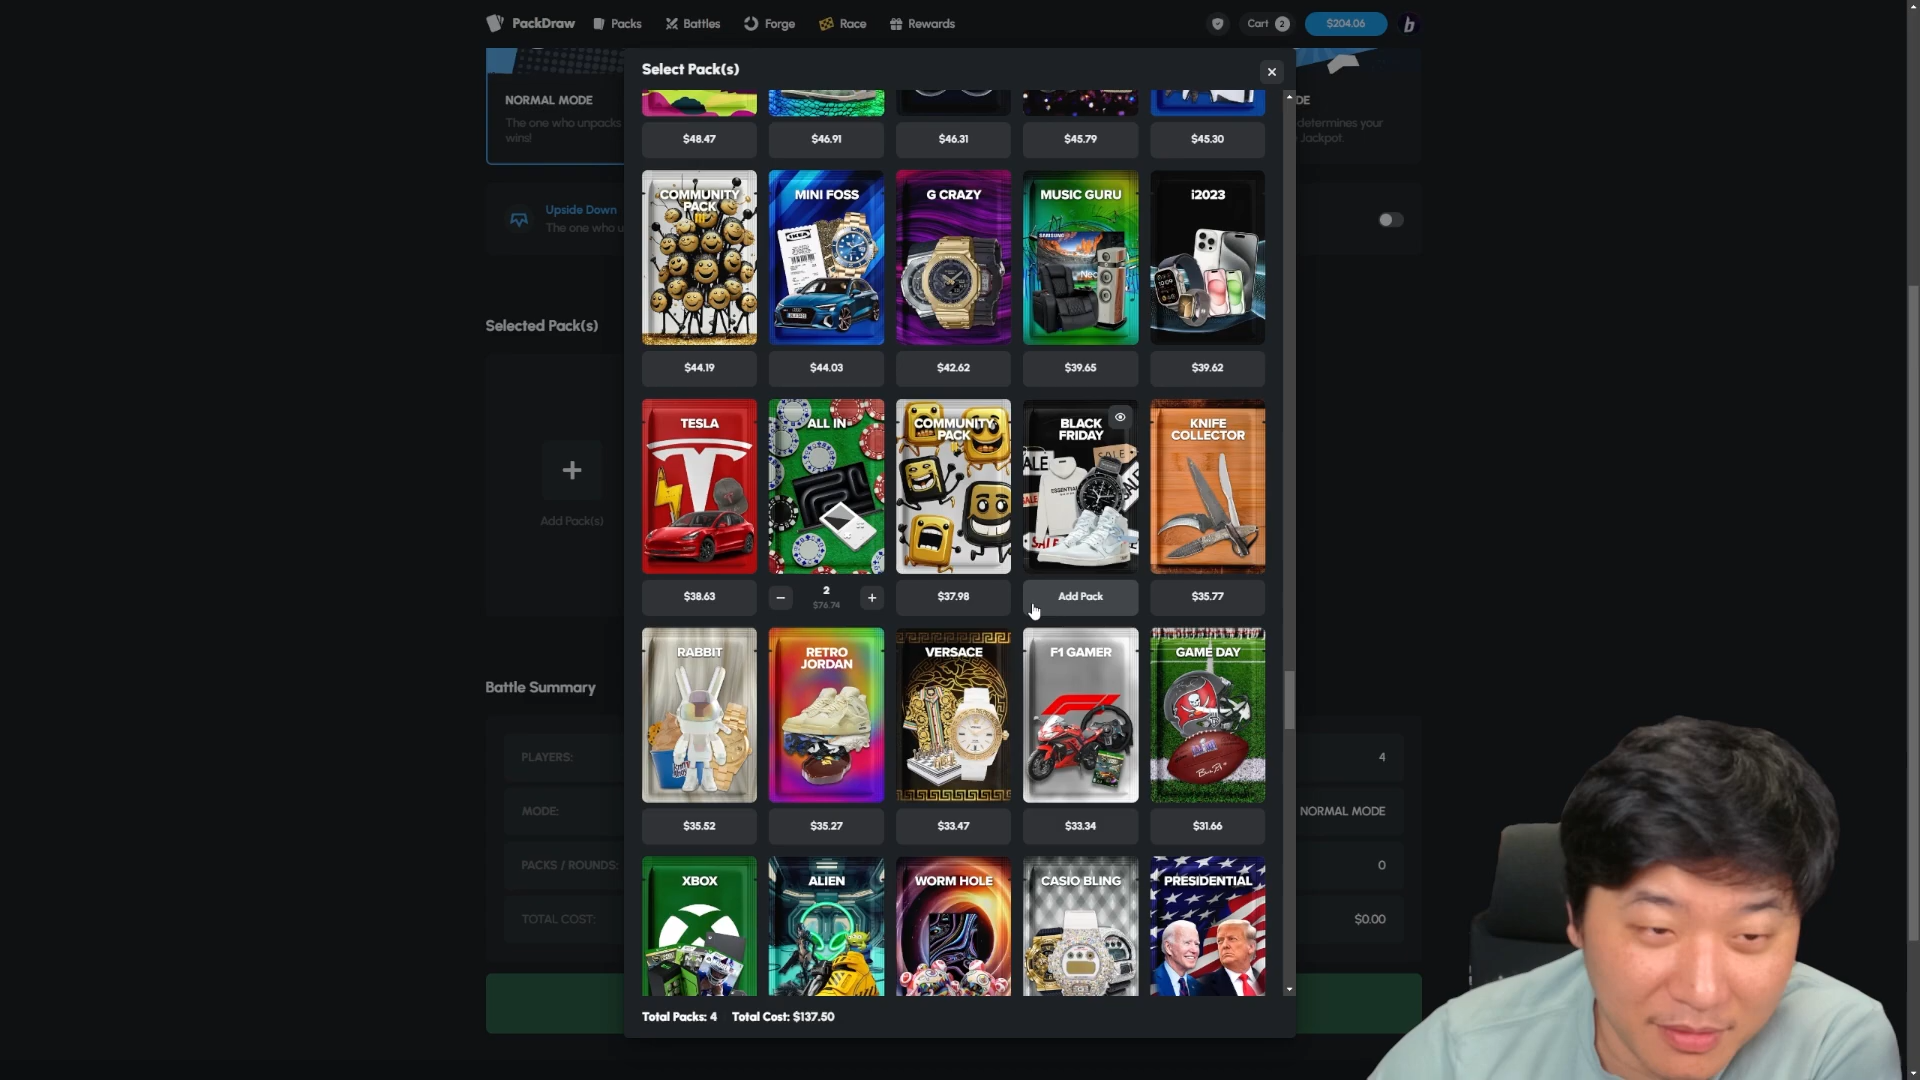 PackDraw
Packs
Battles
Forge
Race
Rewards
Cart 2
$204.06
Select Pack(s)
NORMAL MODE
The one who unpacks
wins!
DE
determines your
Jackpot.
$48.47
$46.91
$46.31
$45.79
$45.30
Upside Down
The one who u
COMMUNITY
PACK
MINI FOSS
IKEA
G CRAZY
MUSIC GURU
SAMSUNG
i2023
Selected Pack(s)
$44.19
$44.03
$42.62
$39.65
$39.62
TESLA
ALL IN
COMMUNITY
PACK
BLACK
FRIDAY
SALE
KNIFE
COLLECTOR
Add Pack(s)
$38.63
2
$76.74
$37.98
Add Pack
$35.77
RABBIT
RETRO
JORDAN
VERSACE
F1 GAMER
GAME DAY
Battle Summary
PLAYERS:
4
MODE:
NORMAL MODE
$35.52
$35.27
$33.47
$33.34
$31.66
PACKS / ROUNDS:
0
XBOX
ALIEN
WORM HOLE
CASIO BLING
PRESIDENTIAL
TOTAL COST:
$0.00
Total Packs: 4
Total Cost: $137.50